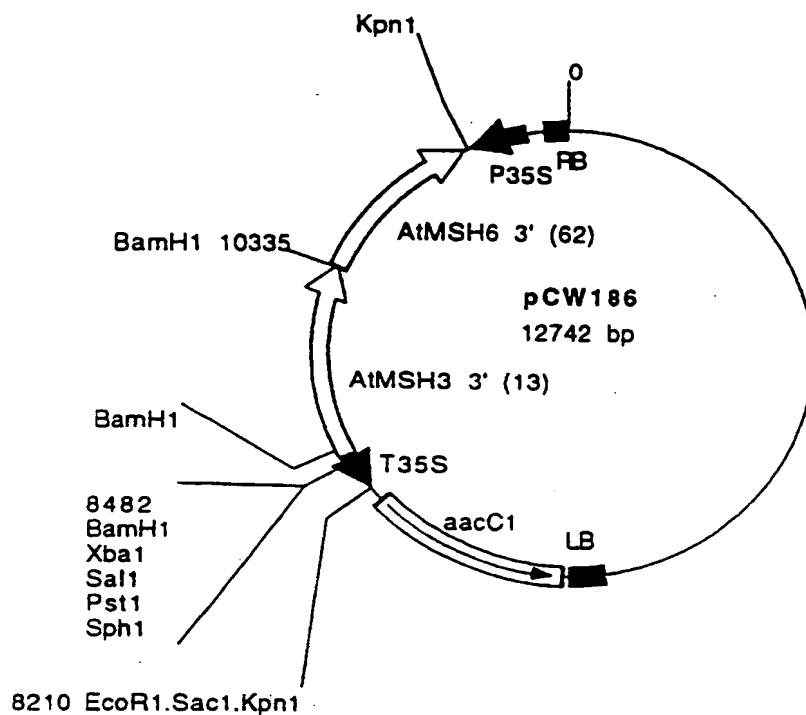 Kpn1
0
P35S
RB
BamH1 10335
AtMSH6 3' (62)
pCW186
12742 bp
AtMSH3 3' (13)
BamH1
T35S
8482
BamH1
Xba1
Sal1
Pst1
Sph1
aacC1
LB
8210 EcoR1.Sac1.Kpn1